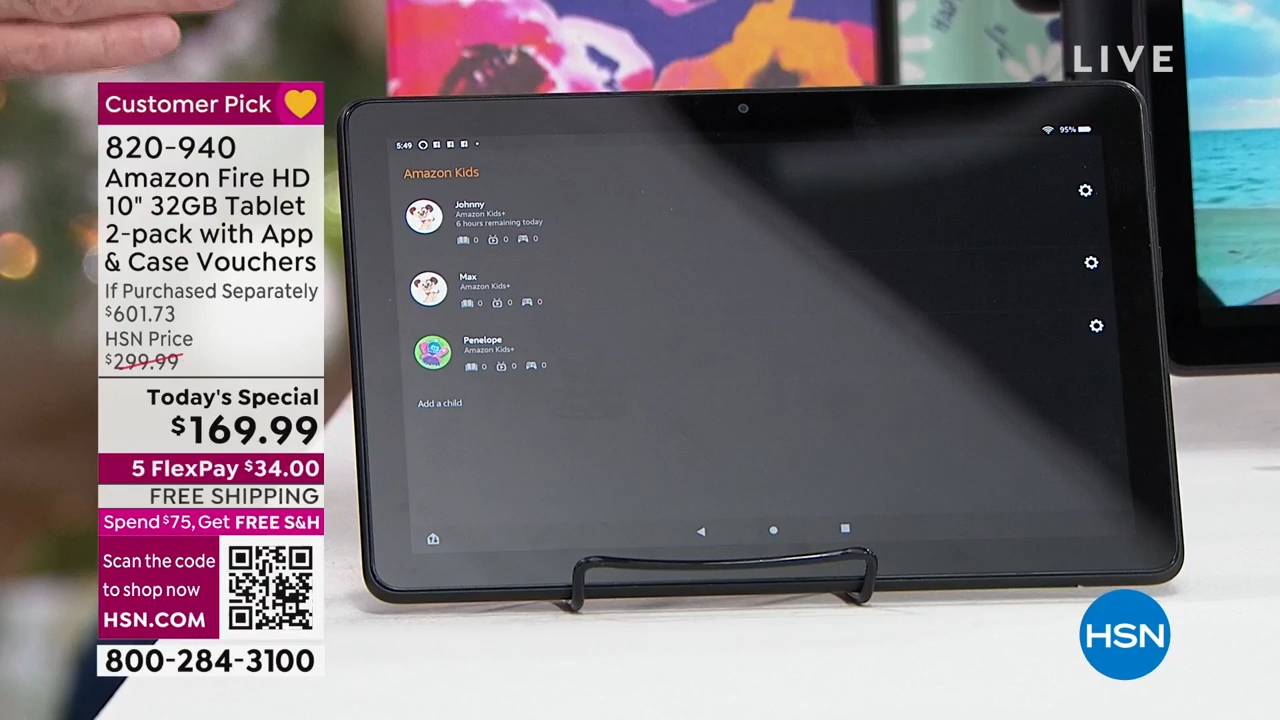 LIVE
Customer Pick
820-940
Amazon Fire HD
10" 32GB Tablet
2-pack with App
& Case Vouchers
If Purchased Separately
$601.73
HSN Price
$299.99
Today's Special
$169.99
5 FlexPay $34.00
FREE SHIPPING
Spend $75, Get FREE S&H
Scan the code
to shop now
HSN.COM
800-284-3100
5:49
95%
Amazon Kids
Johnny
Amazon Kids+
6 hours remaining today
0 0 0
Max
Amazon Kids+
0 0 0
Penelope
Amazon Kids+
0 0 0
Add a child
HSN